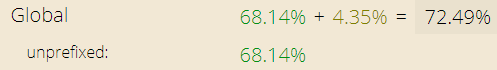 Global 68.14% + 4.35% = 72.49%
unprefixed: 68.14%